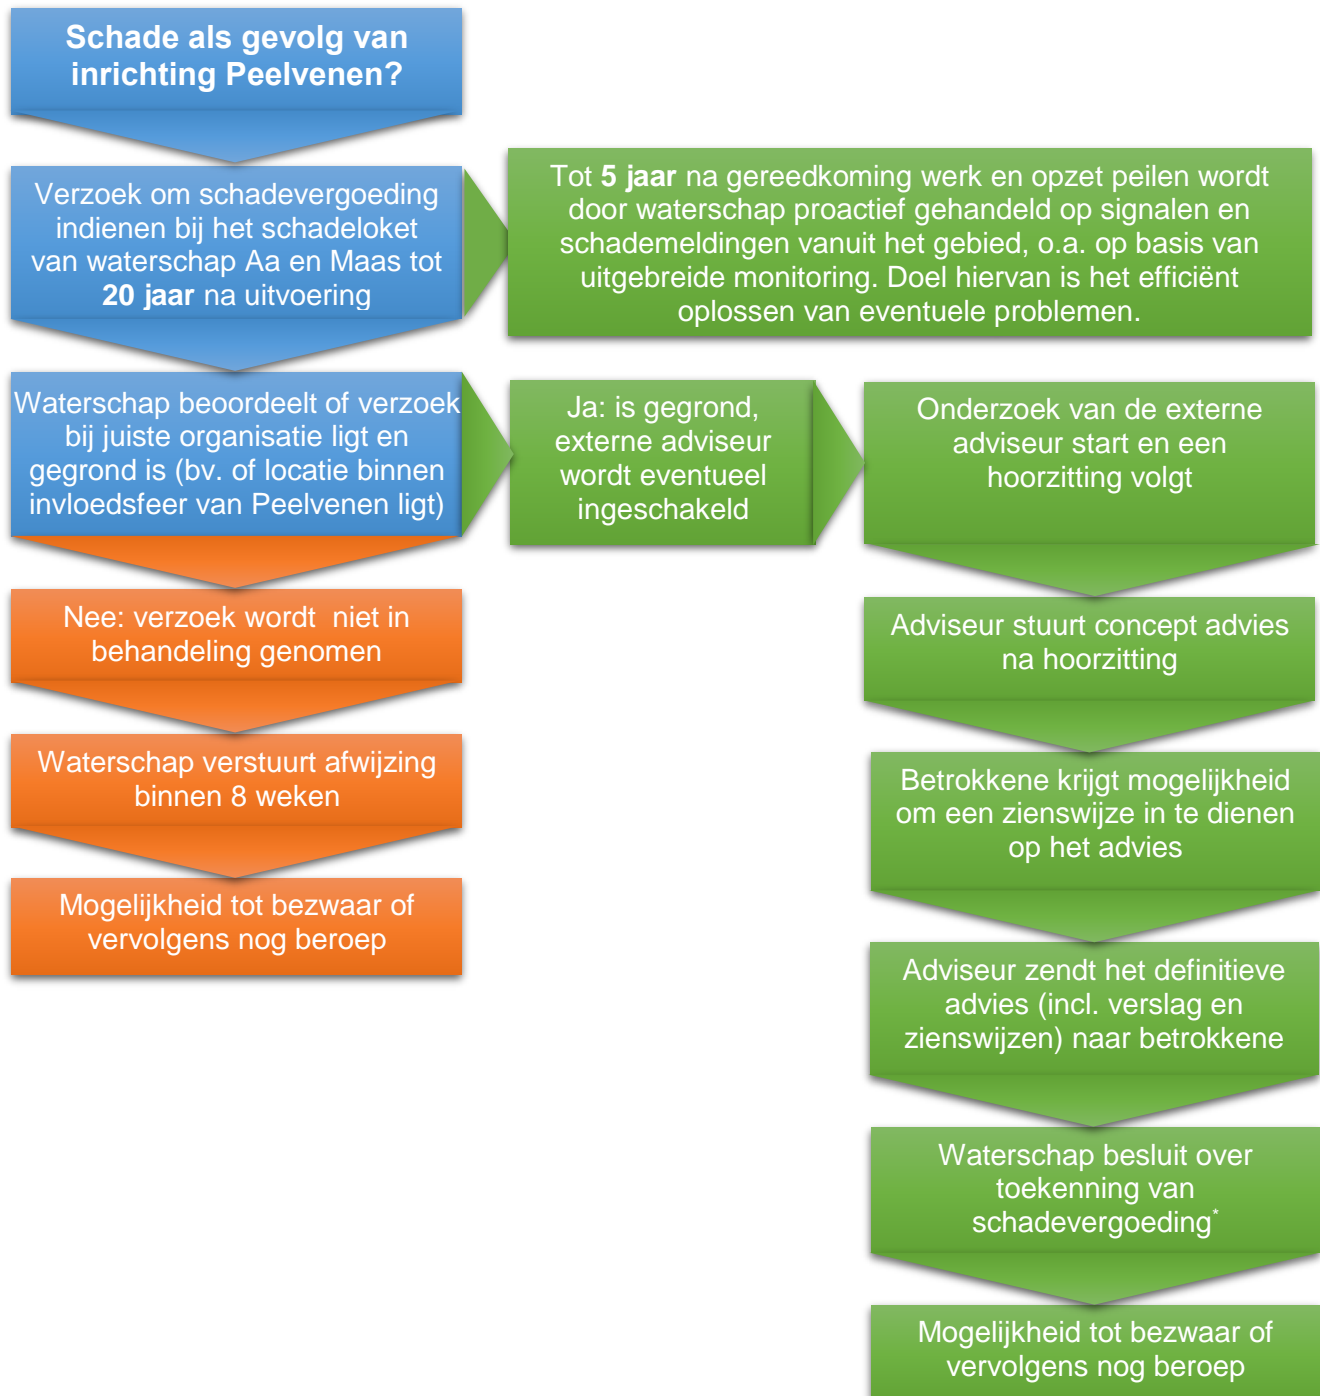 Schade als gevolg van
inrichting Peelvenen?
Verzoek om schadevergoeding
indienen bij het schadeloket
van waterschap Aa en Maas tot
20 jaar na uitvoering
Tot 5 jaar na gereedkoming werk en opzet peilen wordt
door waterschap proactief gehandeld op signalen en
schademeldingen vanuit het gebied, o.a. op basis van
uitgebreide monitoring. Doel hiervan is het efficiënt
oplossen van eventuele problemen.
Waterschap beoordeelt of verzoek
bij juiste organisatie ligt en
gegrond is (bv. of locatie binnen
invloedsfeer van Peelvenen ligt)
Ja: is gegrond,
externe adviseur
wordt eventueel
ingeschakeld
Onderzoek van de externe
adviseur start en een
hoorzitting volgt
Nee: verzoek wordt niet in
behandeling genomen
Waterschap verstuurt afwijzing
binnen 8 weken
Mogelijkheid tot bezwaar of
vervolgens nog beroep
Adviseur stuurt concept advies
na hoorzitting
Betrokkene krijgt mogelijkheid
om een zienswijze in te dienen
op het advies
Adviseur zendt het definitieve
advies (incl. verslag en
zienswijzen) naar betrokkene
Waterschap besluit over
toekenning van
schadevergoeding*
Mogelijkheid tot bezwaar of
vervolgens nog beroep